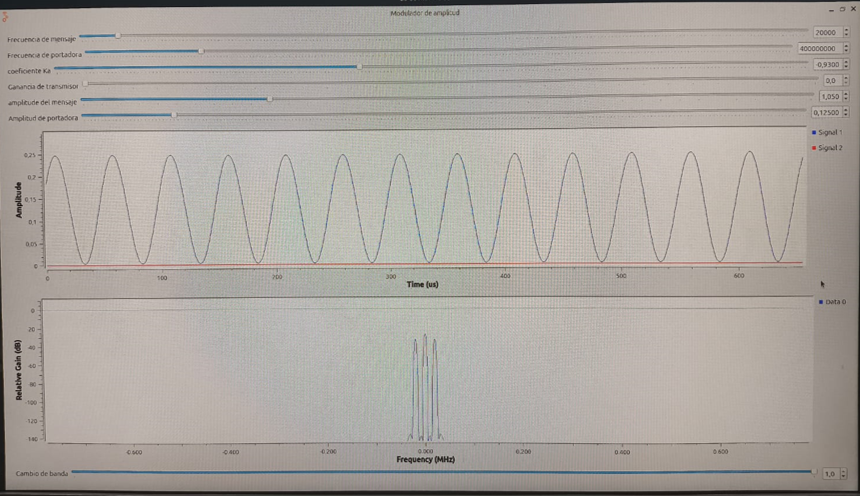 Modelador de amplitud
Frecuencia de mensaje 20000
Frecuencia de portadora 400000000
coeficiente Ka -0,9300
Ganancia de transmisor 0,0
amplitude del mensaje 1,050
Amplitud de portadora 0,12500
Signal 1
Signal 2
0,25
0,2
0,15
0,1
0,05
0
Amplitude
0 100 200 300 400 500 600
Time (us)
Data 0
0
-20
-40
-60
-80
-100
-120
-140
Relative Gain (dB)
-0.600 -0.400 -0.200 0.000 0.200 0.400 0.600
Frequency (MHz)
Cambio de banda 1,0